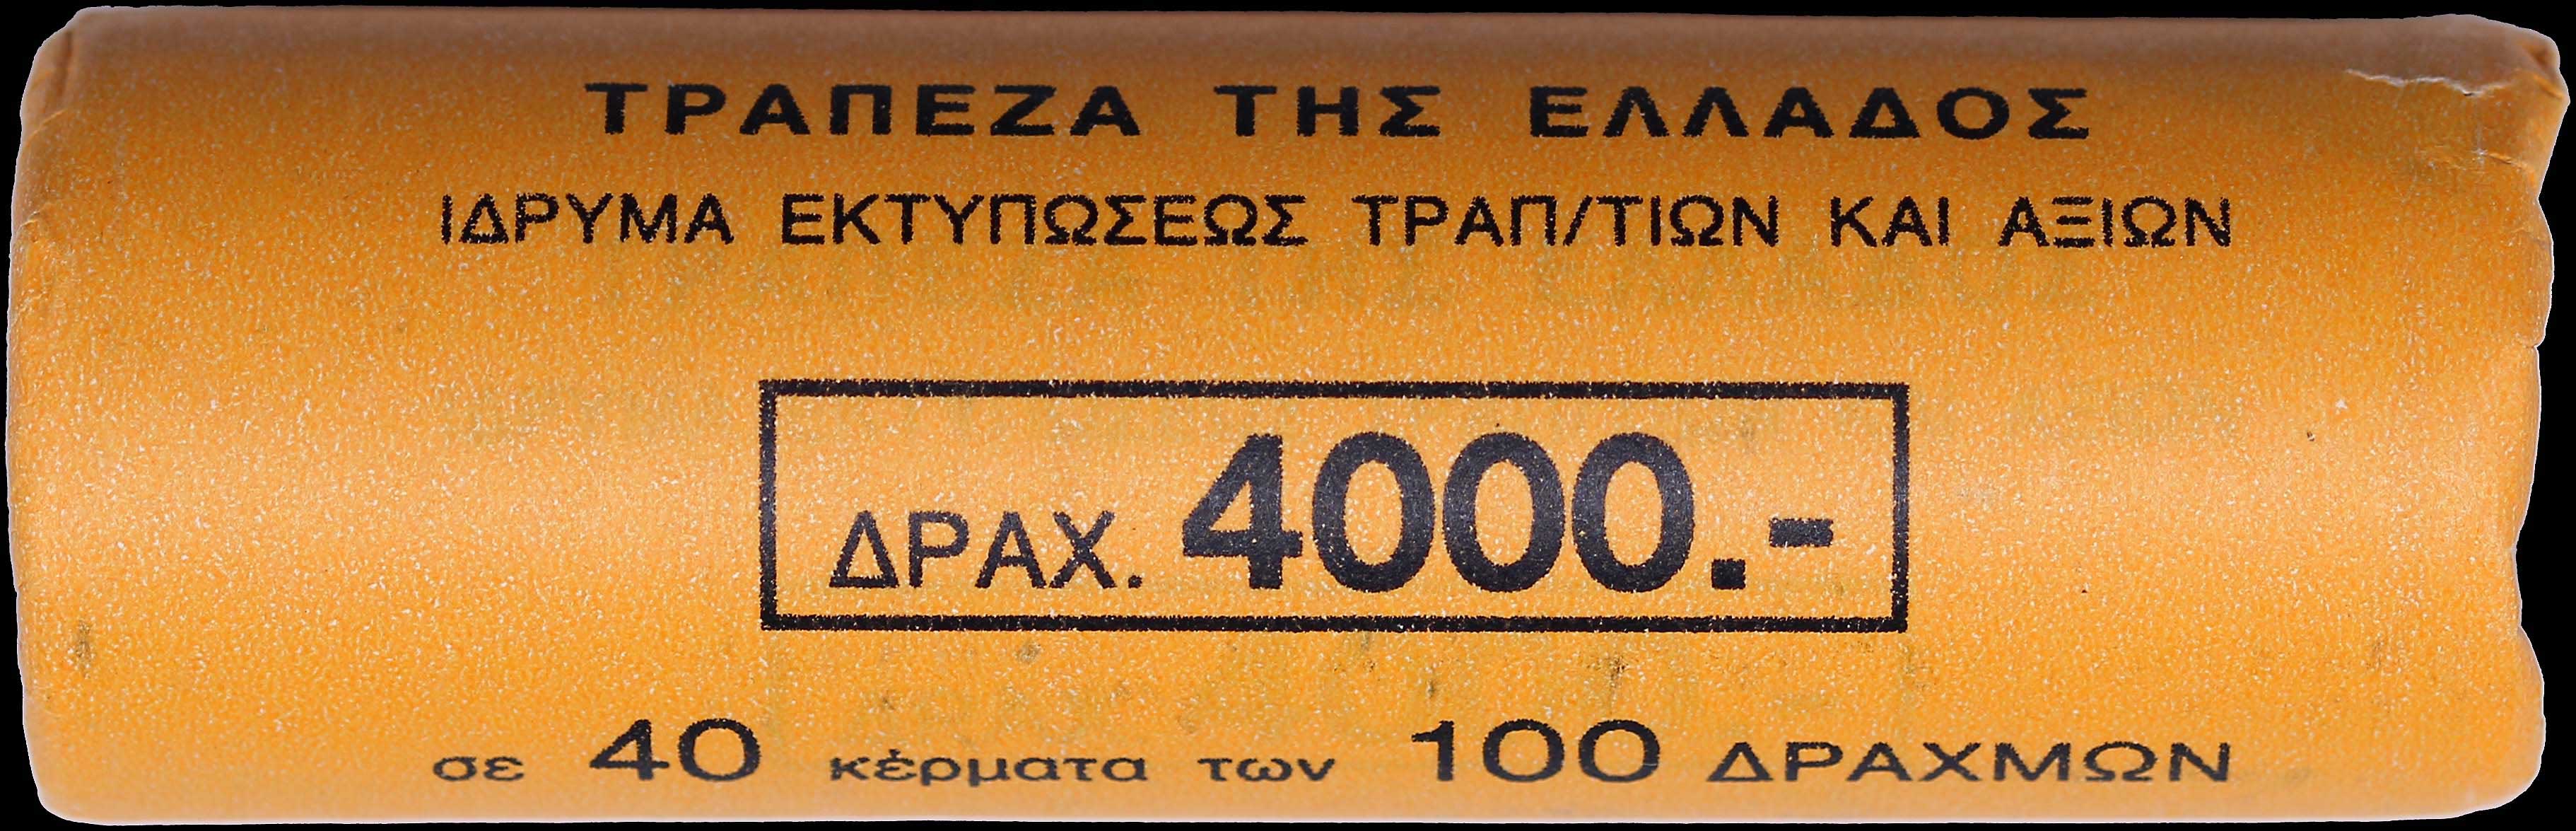 ΤΡΑΠΕΖΑ ΤΗΣ ΕΛΛΑΔΟΣ
ΙΔΡΥΜΑ ΕΚΤΥΠΩΣΕΩΣ ΤΡΑΠ/ΤΙΩΝ ΚΑΙ ΑΞΙΩΝ
ΔΡΑΧ. 4000.-
σε 40 κέρματα των 100 ΔΡΑΧΜΩΝ